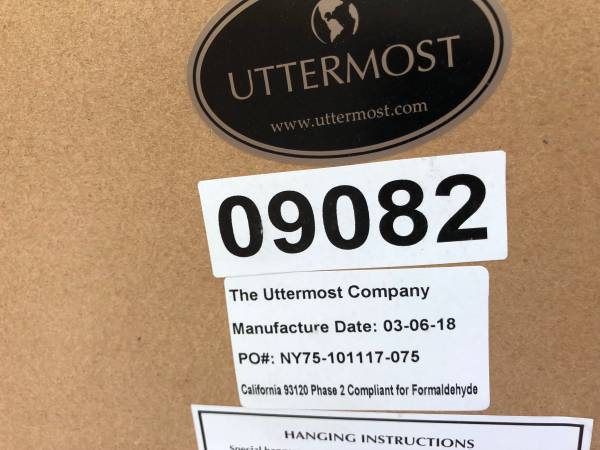 UTTERMOST
www.uttermost.com
09082
The Uttermost Company
Manufacture Date: 03-06-18
PO#: NY75-101117-075
California 93120 Phase 2 Compliant for Formaldehyde
HANGING INSTRUCTIONS
Special